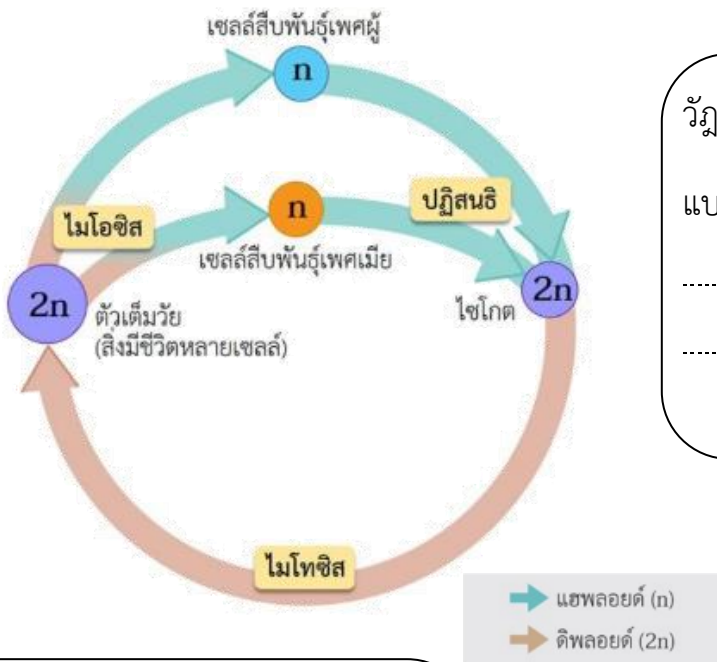 เซลล์สืบพันธุ์เพศผู้
n
ไมโอซิส
n
ปฏิสนธิ
เซลล์สืบพันธุ์เพศเมีย
2n
ตัวเต็มวัย
(สิ่งมีชีวิตหลายเซลล์)
ไซโกต
2n
ไมโทซิส
แฮพลอยด์ (n)
ดิพลอยด์ (2n)